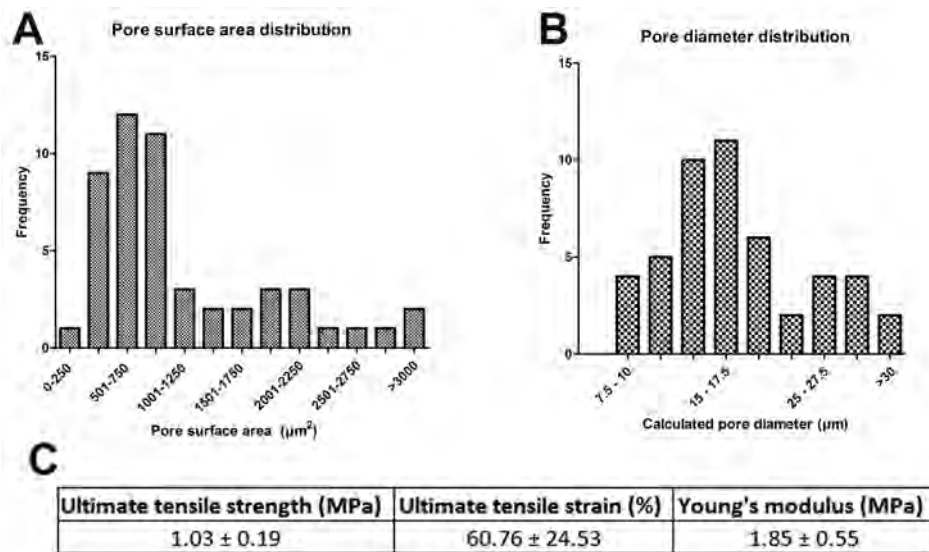 A
Pore surface area distribution
15
10
5
0
Frequency
0-250
501-750
1001-1250
1501-1750
2001-2250
2501-2750
>3000
Pore surface area (µm²)
B
Pore diameter distribution
15
10
5
0
Frequency
7.5 - 10
15 - 17.5
25 - 27.5
>30
Calculated pore diameter (µm)
C
Ultimate tensile strength (MPa) Ultimate tensile strain (%) Young's modulus (MPa)
1.03 ± 0.19 60.76 ± 24.53 1.85 ± 0.55